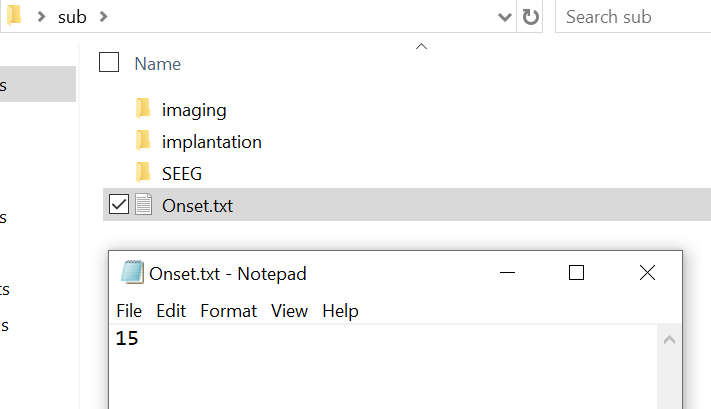 sub
Search sub
Name
imaging
implantation
SEEG
Onset.txt
Onset.txt - Notepad
File Edit Format View Help
15